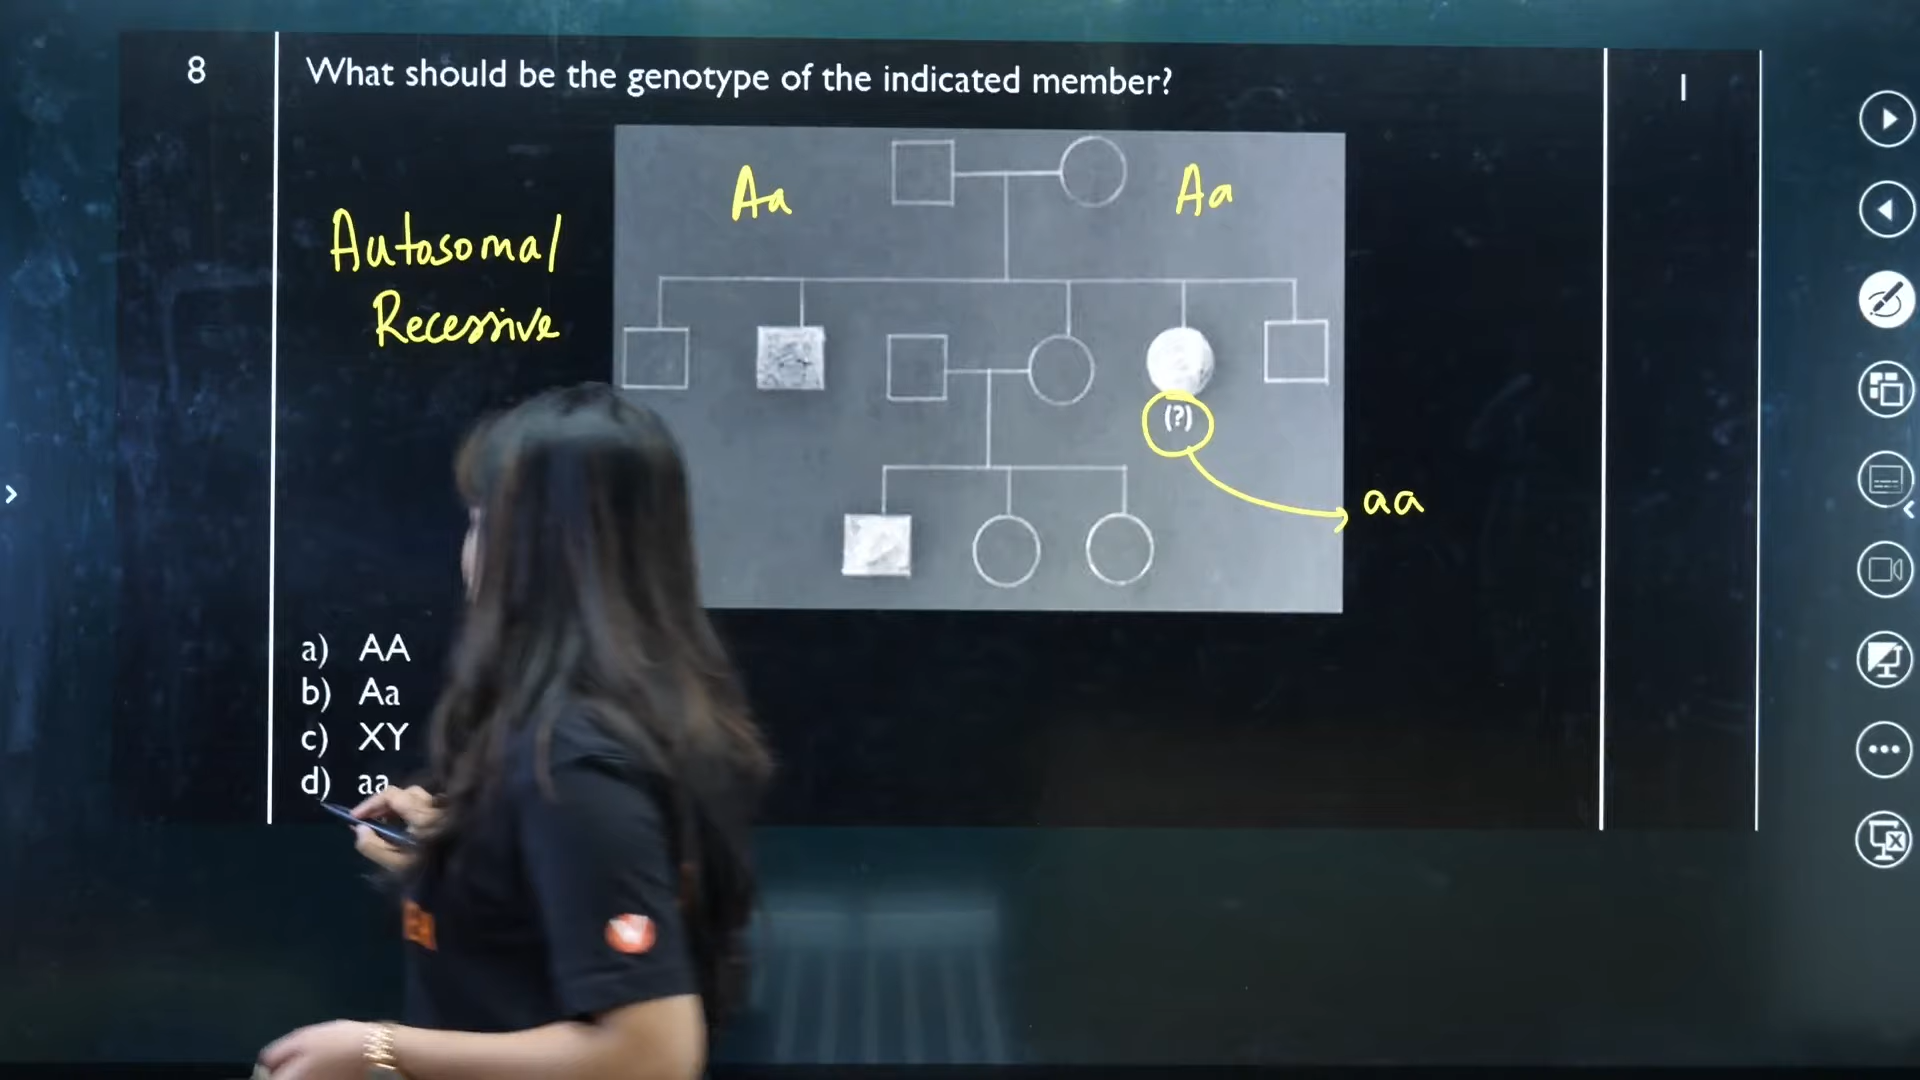 8 What should be the genotype of the indicated member? 1
Aa Aa
Autosomal
Recessive
(?)
aa
a) AA
b) Aa
c) XY
d) aa